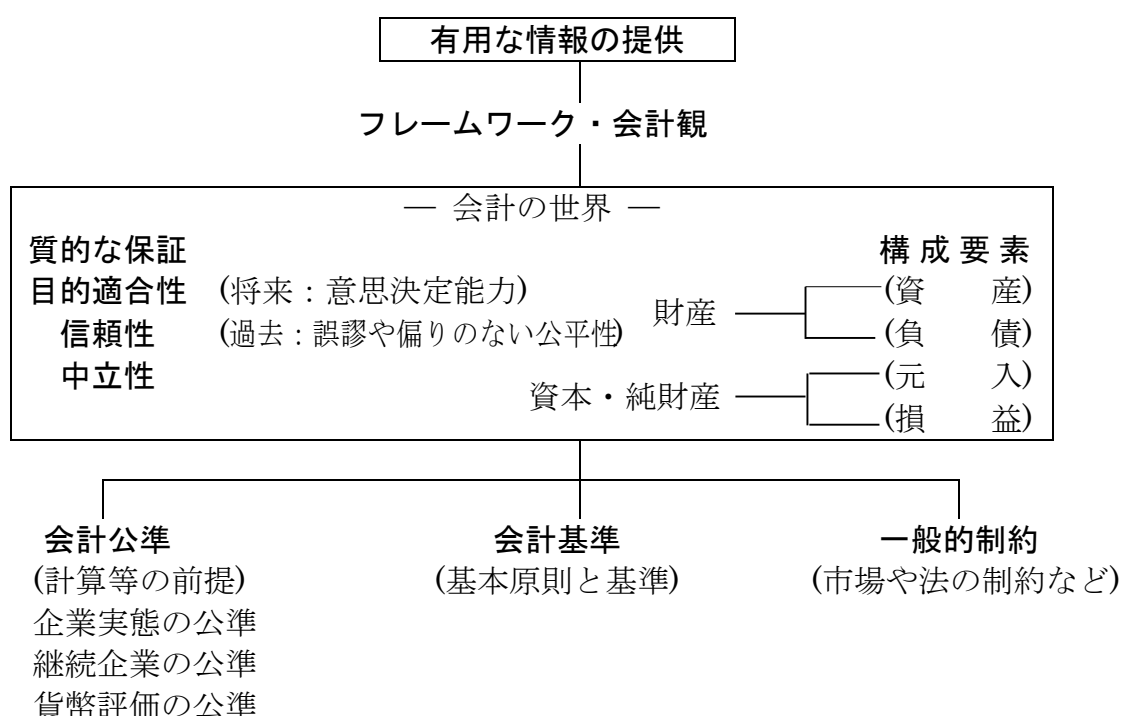 有用な情報の提供
フレームワーク・会計観
― 会計の世界 ―
質的な保証
目的適合性 (将来：意思決定能力)
信頼性 (過去：誤謬や偏りのない公平性)
中立性
構成要素
財産
(資 産)
(負 債)
資本・純財産
(元 入)
(損 益)
会計公準
(計算等の前提)
企業実態の公準
継続企業の公準
貨幣評価の公準
会計基準
(基本原則と基準)
一般的制約
(市場や法の制約など)